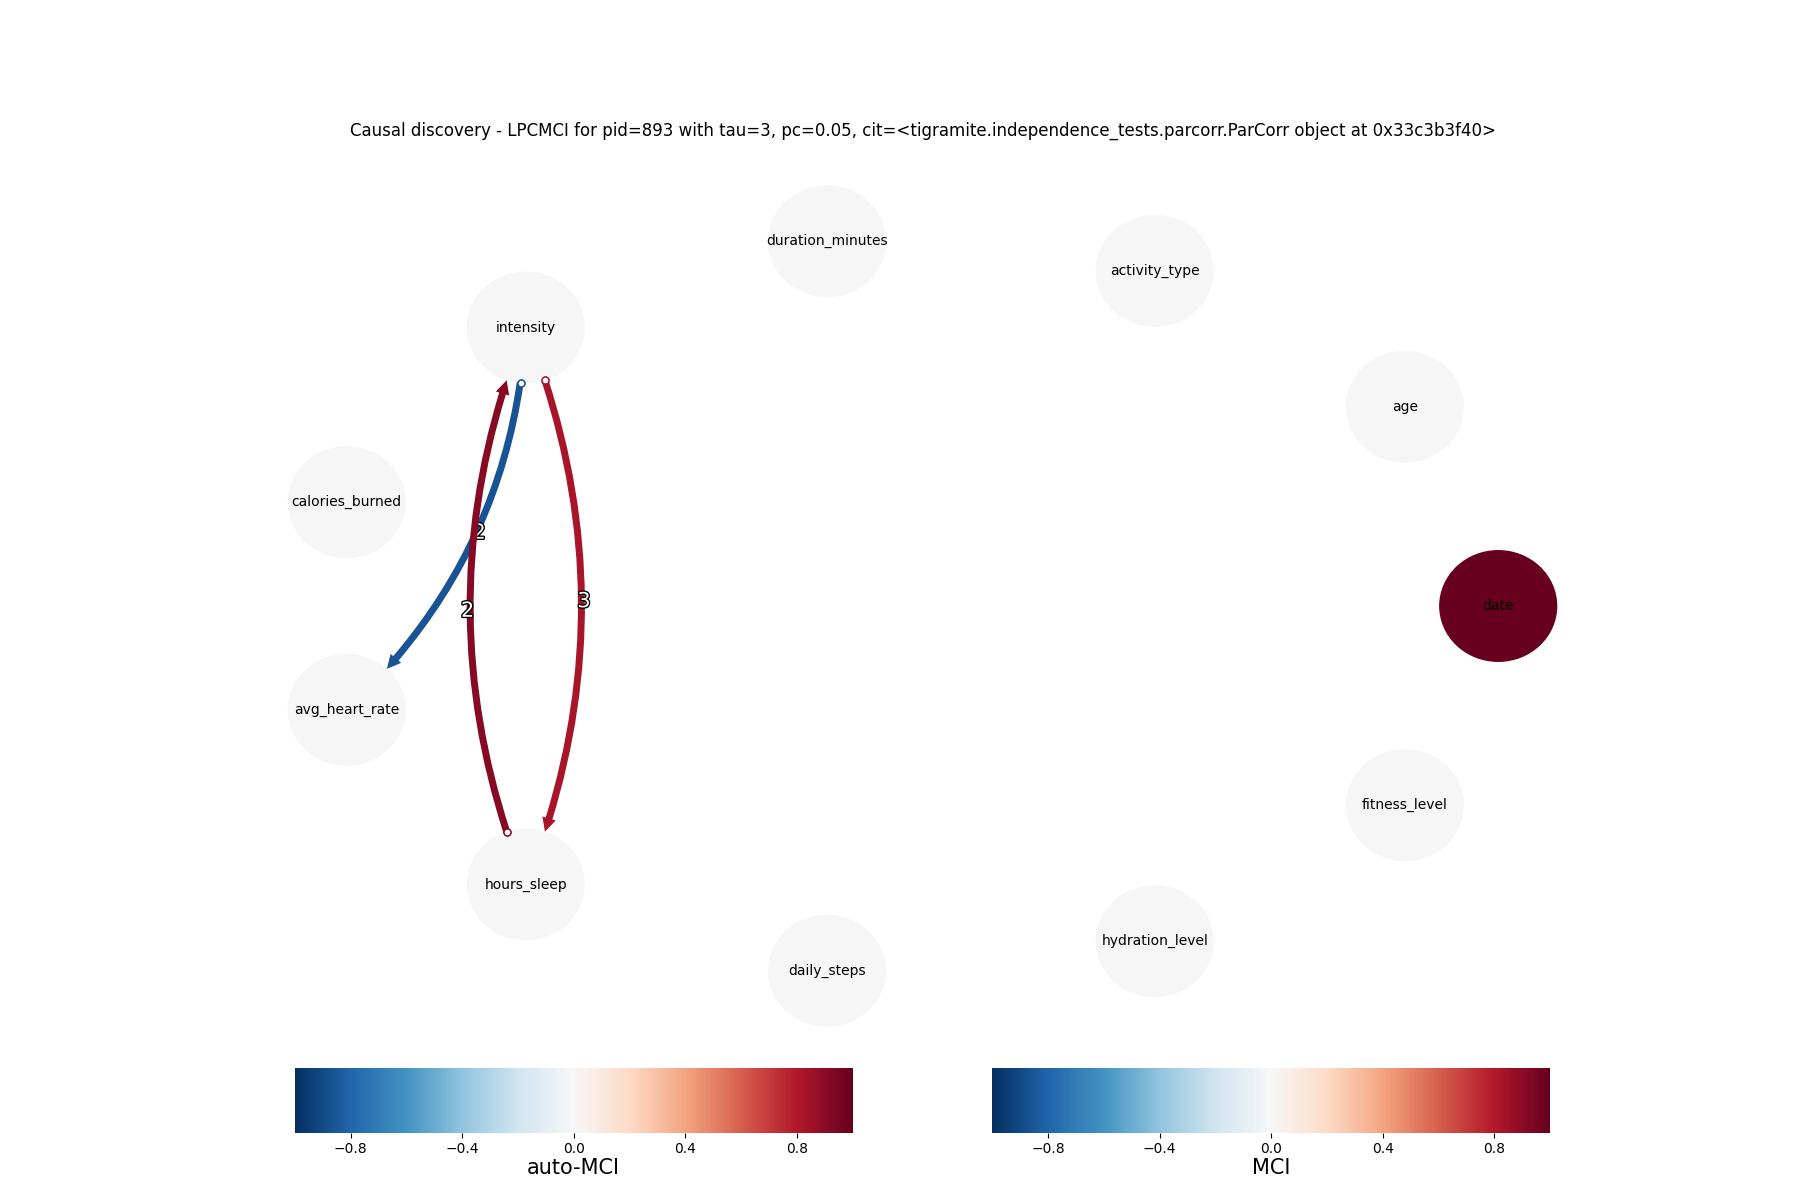 Causal discovery - LPCMCI for pid=893 with tau=3, pc=0.05, cit=<tigramite.independence_tests.parcorr.ParCorr object at 0x33c3b3f40>
duration_minutes
activity_type
intensity
age
calories_burned
2
date
2
3
avg_heart_rate
fitness_level
hours_sleep
hydration_level
daily_steps
−0.8 −0.4 0.0 0.4 0.8
auto-MCI
−0.8 −0.4 0.0 0.4 0.8
MCI